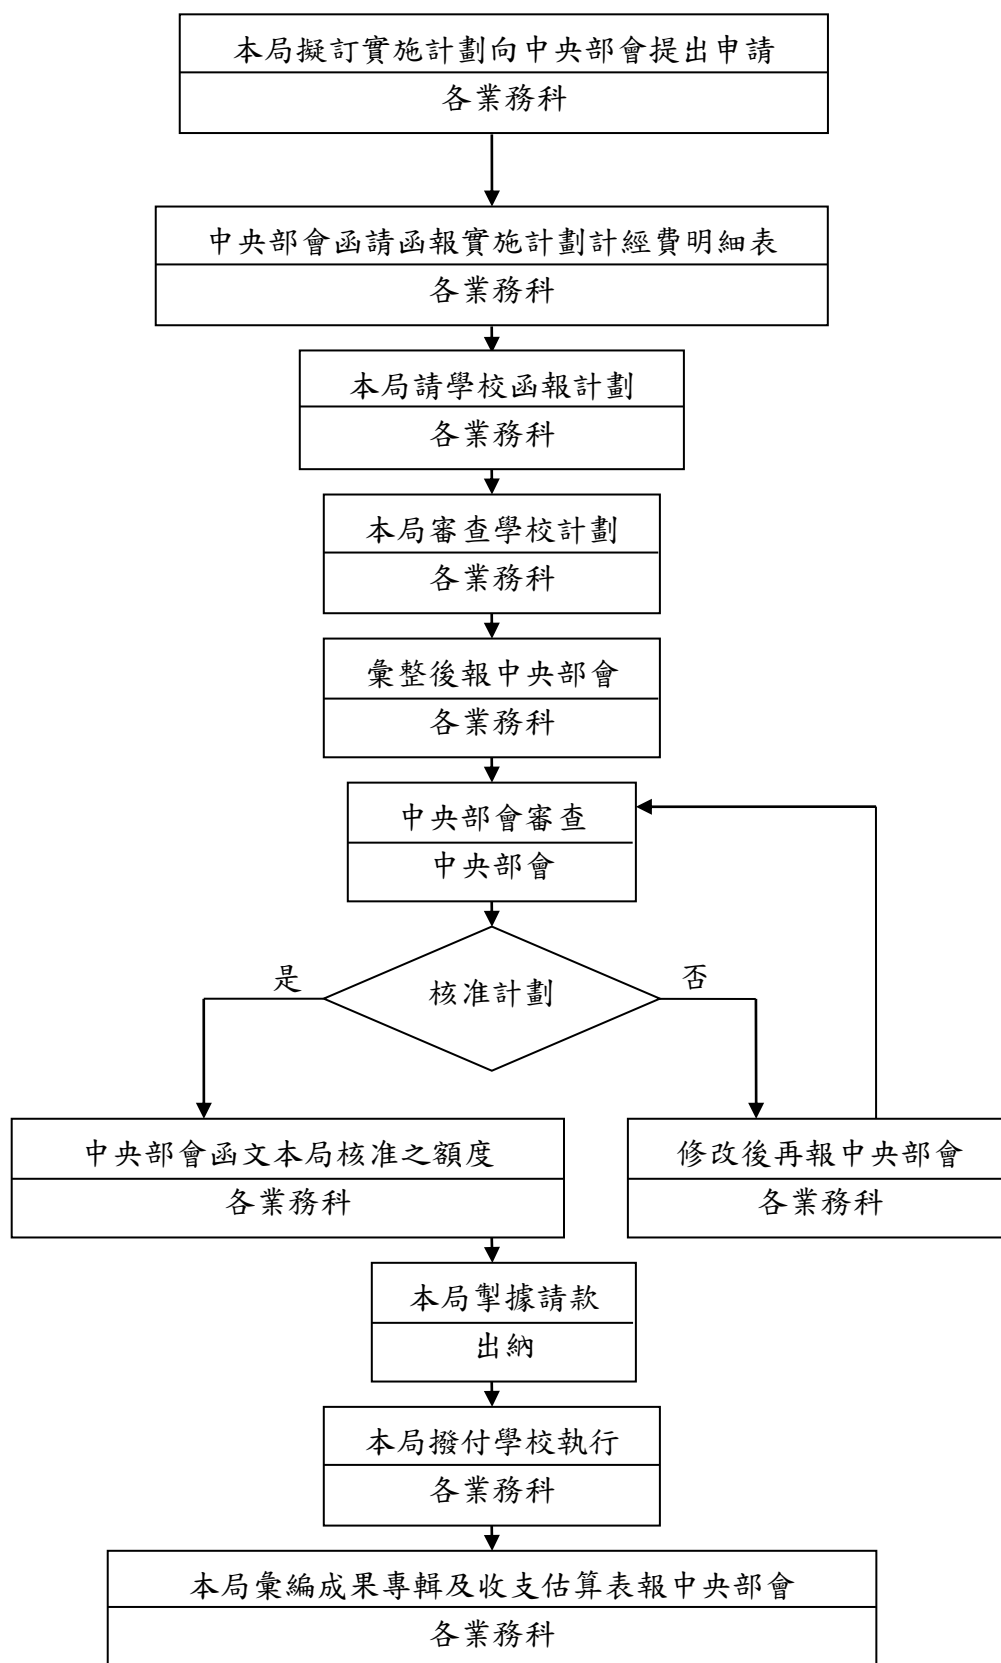 本局擬訂實施計劃向中央部會提出申請
各業務科
中央部會函請函報實施計劃計經費明細表
各業務科
本局請學校函報計劃
各業務科
本局審查學校計劃
各業務科
彙整後報中央部會
各業務科
中央部會審查
中央部會
是
核准計劃
否
中央部會函文本局核准之額度
各業務科
修改後再報中央部會
各業務科
本局掣據請款
出納
本局撥付學校執行
各業務科
本局彙編成果專輯及收支估算表報中央部會
各業務科